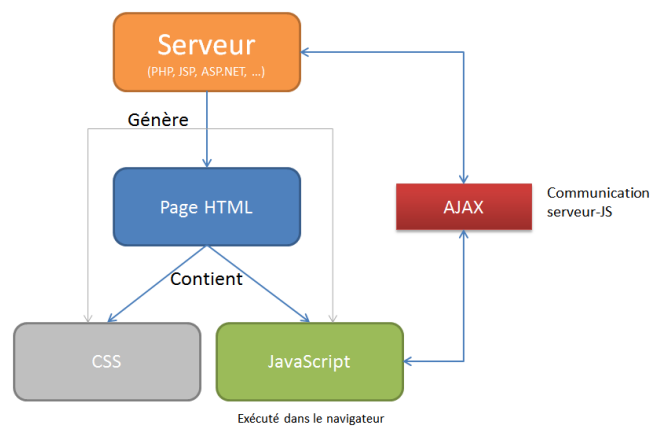 Serveur
(PHP, JSP, ASP.NET, ...)
Génère
Page HTML
AJAX
Communication
serveur-JS
Contient
CSS
JavaScript
Exécuté dans le navigateur